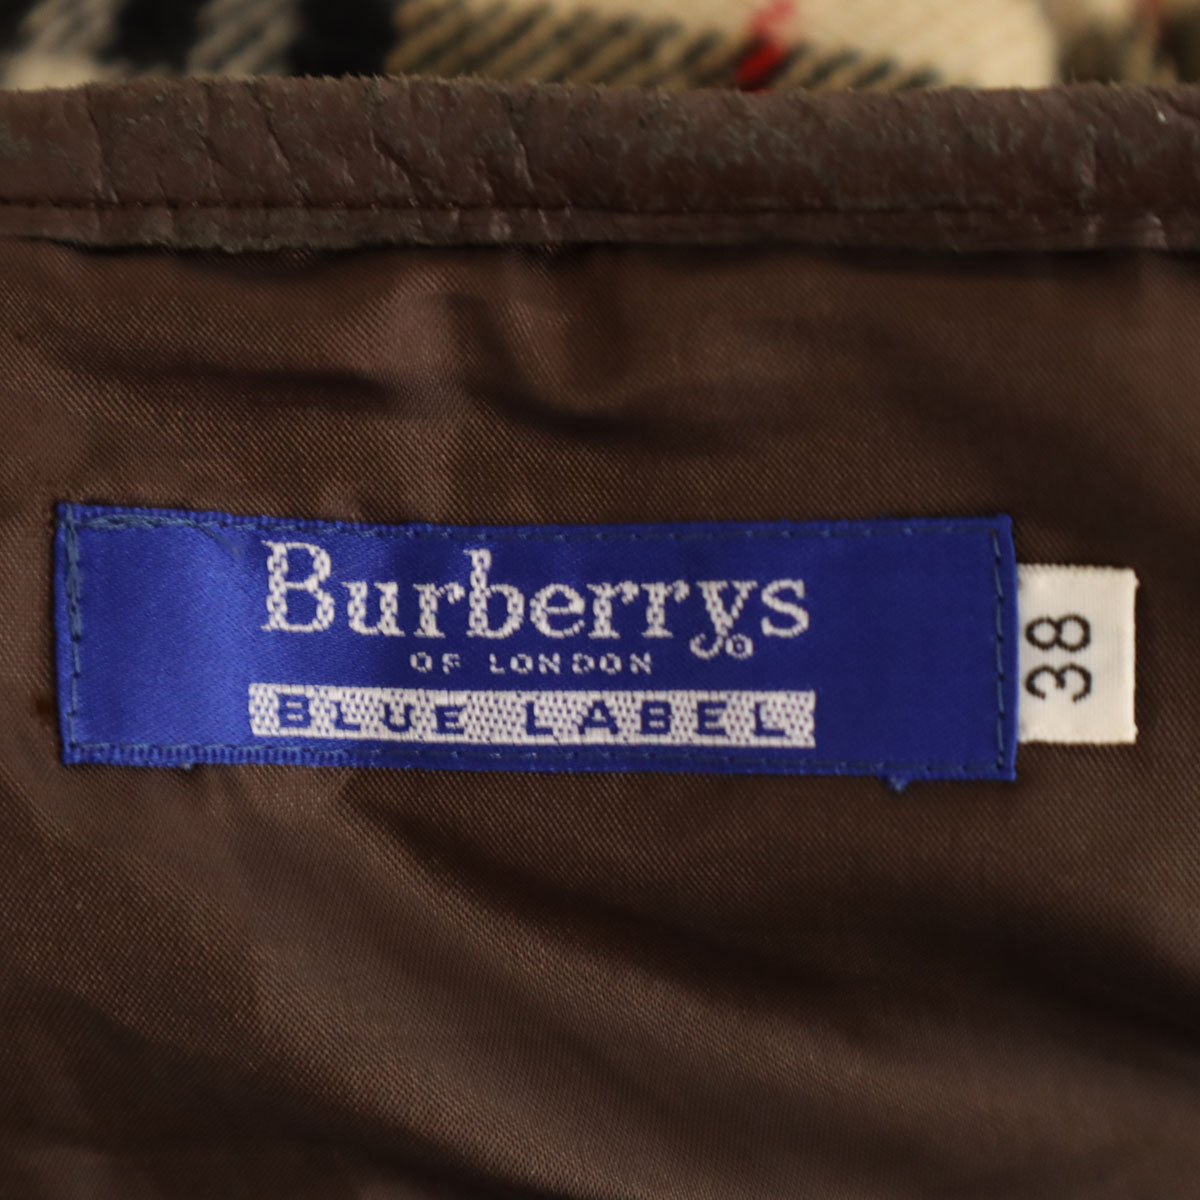 Burberrys
OF LONDON
BLUE LABEL
38